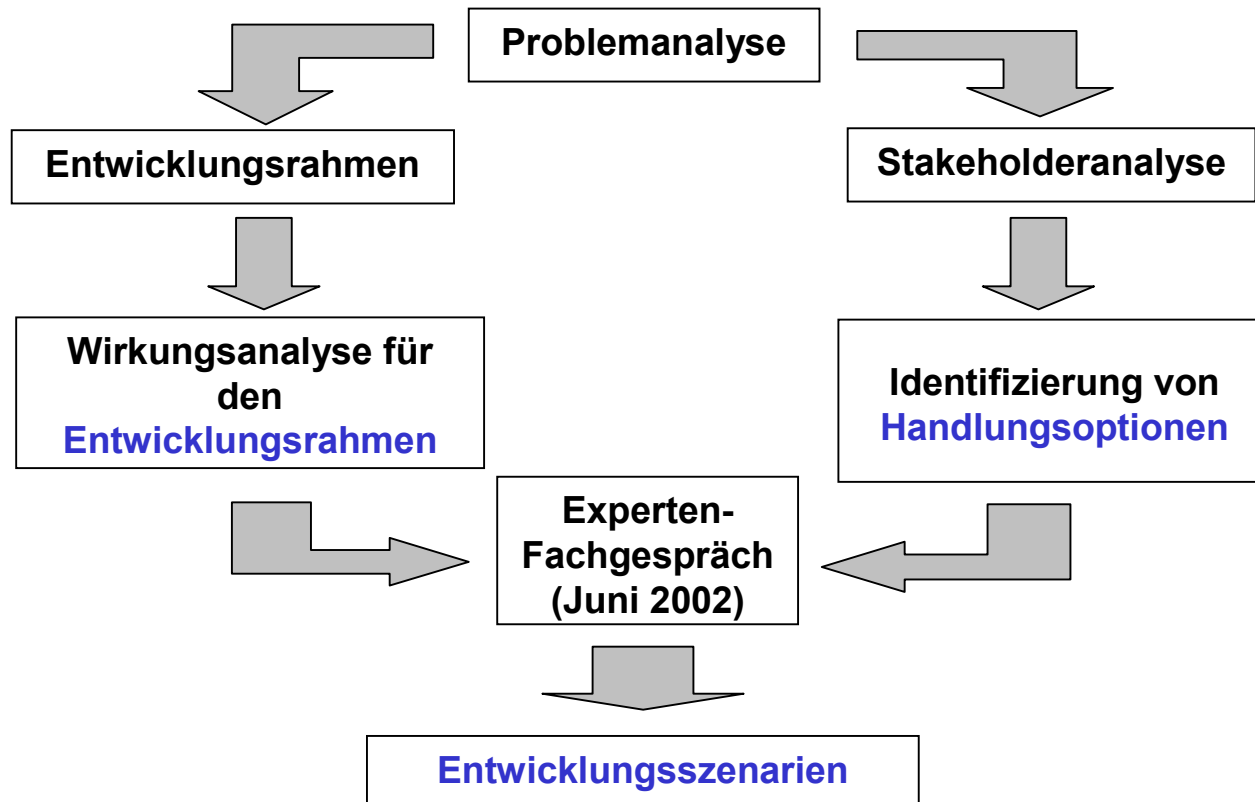 Problemanalyse
Entwicklungsrahmen
Stakeholderanalyse
Wirkungsanalyse für
den
Entwicklungsrahmen
Identifizierung von
Handlungsoptionen
Experten-
Fachgespräch
(Juni 2002)
Entwicklungsszenarien